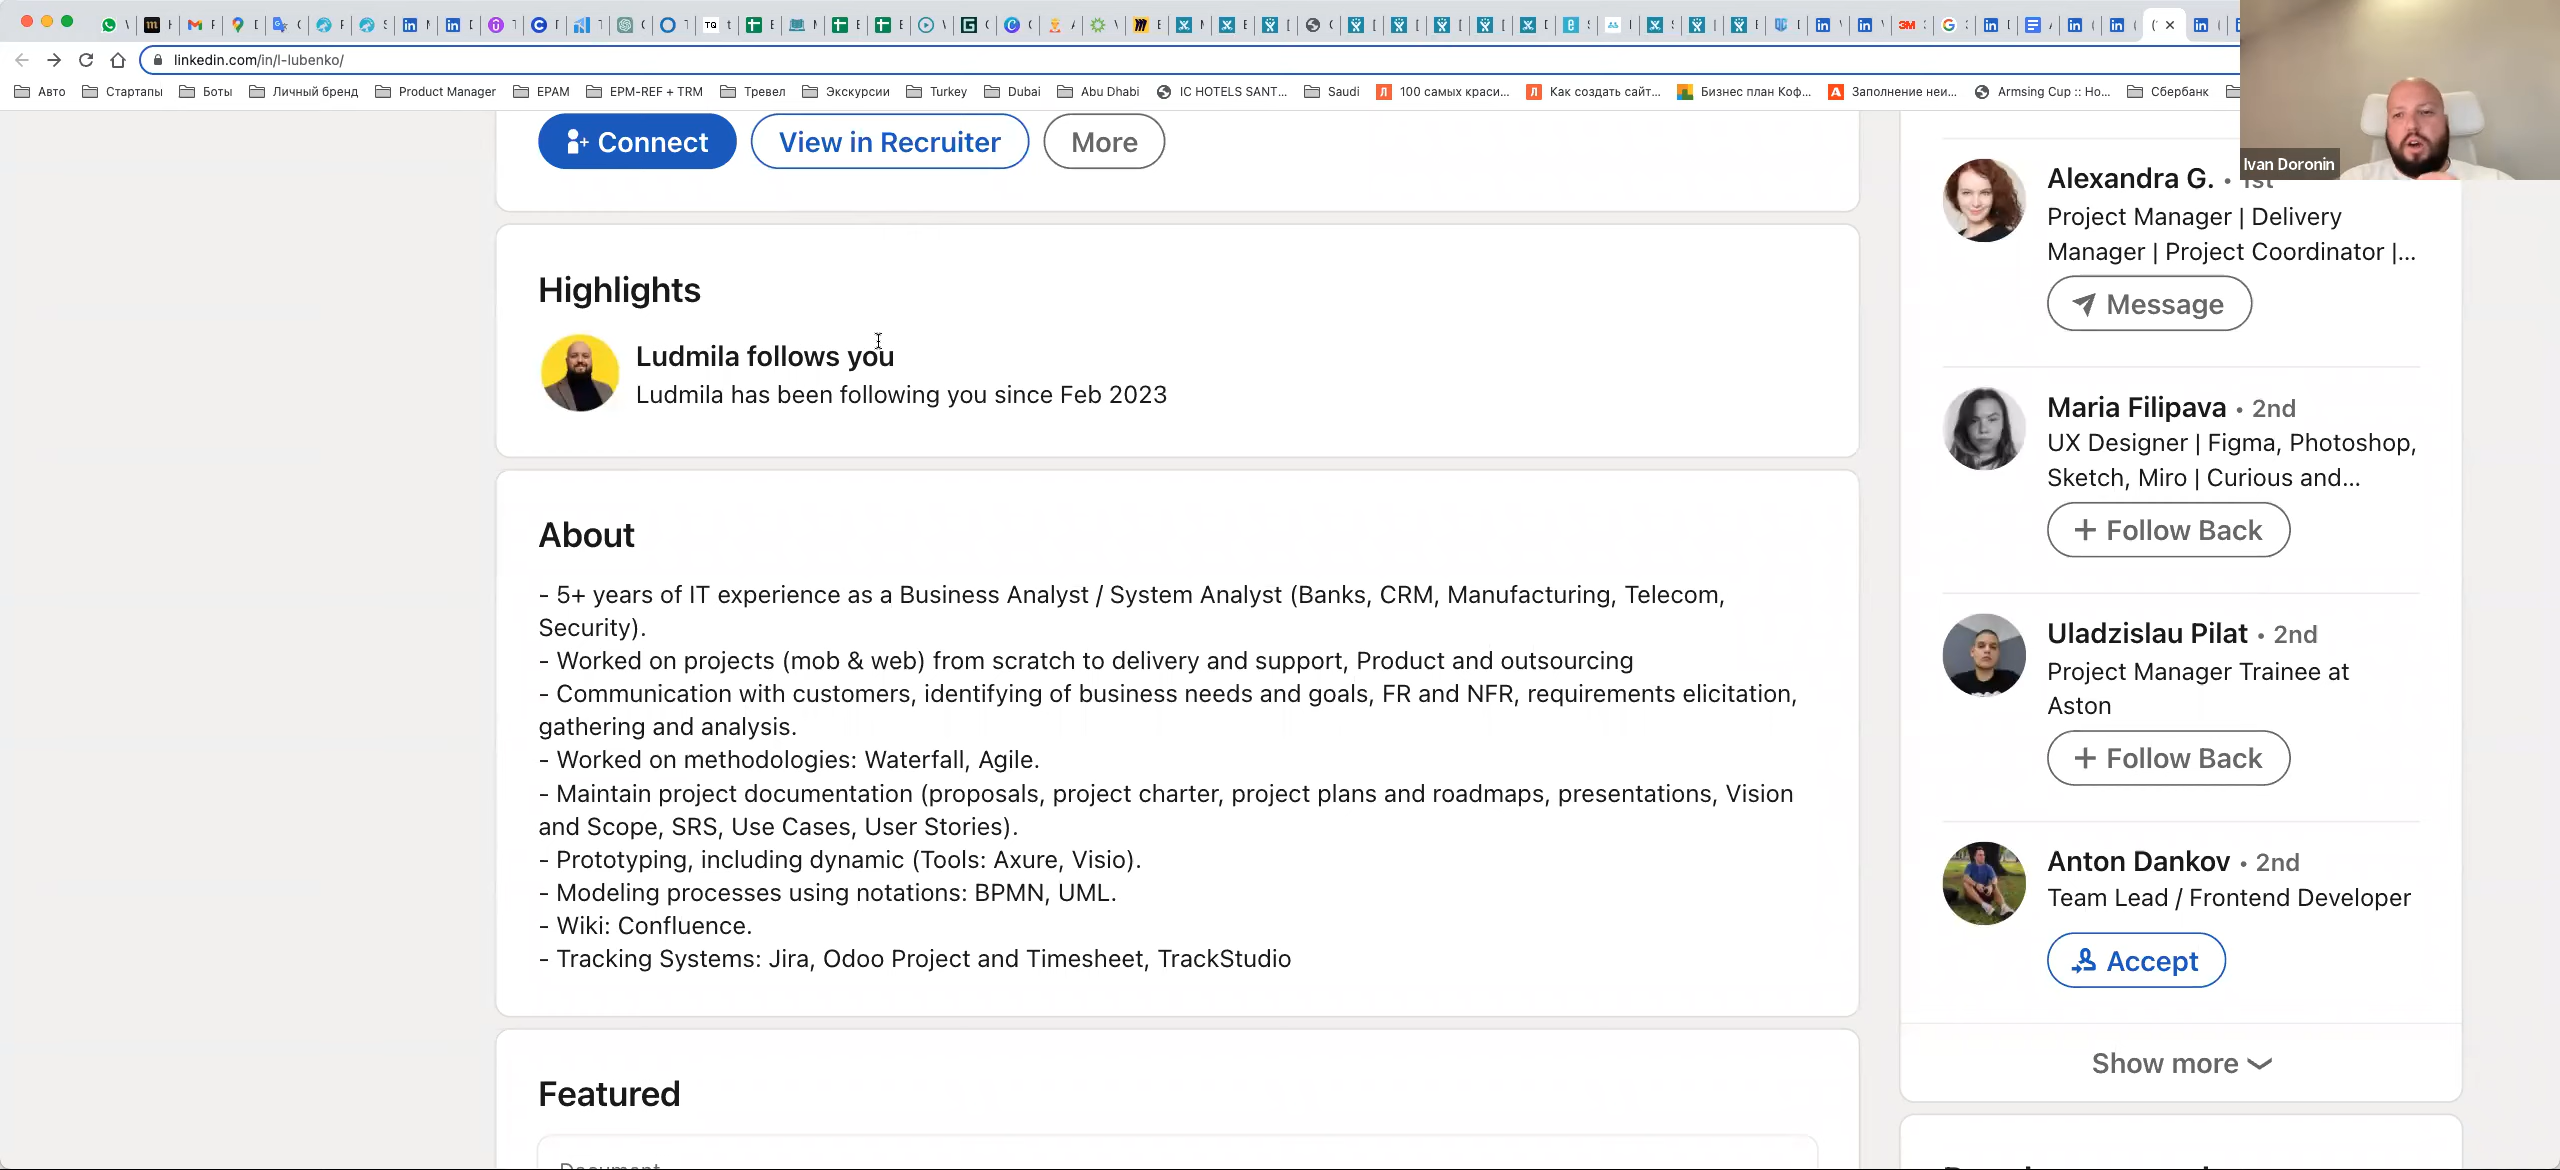 linkedin.com/in/l-lubenko/
Авто
Стартапы
Боты
Личный бренд
Product Manager
EPAM
EPM-REF + TRM
Тревел
Экскурсии
Turkey
Dubai
Abu Dhabi
IC HOTELS SANT...
Saudi
100 самых краси...
Как создать сайт...
Бизнес план Коф...
Заполнение неи...
Armsing Cup :: Ho...
Сбербанк
Ivan Doronin
Connect
View in Recruiter
More
Highlights
Ludmila follows you
Ludmila has been following you since Feb 2023
About
- 5+ years of IT experience as a Business Analyst / System Analyst (Banks, CRM, Manufacturing, Telecom,
Security).
- Worked on projects (mob & web) from scratch to delivery and support, Product and outsourcing
- Communication with customers, identifying of business needs and goals, FR and NFR, requirements elicitation,
gathering and analysis.
- Worked on methodologies: Waterfall, Agile.
- Maintain project documentation (proposals, project charter, project plans and roadmaps, presentations, Vision
and Scope, SRS, Use Cases, User Stories).
- Prototyping, including dynamic (Tools: Axure, Visio).
- Modeling processes using notations: BPMN, UML.
- Wiki: Confluence.
- Tracking Systems: Jira, Odoo Project and Timesheet, TrackStudio
Featured
Document
Alexandra G. • 1st
Project Manager | Delivery
Manager | Project Coordinator |...
Message
Maria Filipava • 2nd
UX Designer | Figma, Photoshop,
Sketch, Miro | Curious and...
+ Follow Back
Uladzislau Pilat • 2nd
Project Manager Trainee at
Aston
+ Follow Back
Anton Dankov • 2nd
Team Lead / Frontend Developer
Accept
Show more